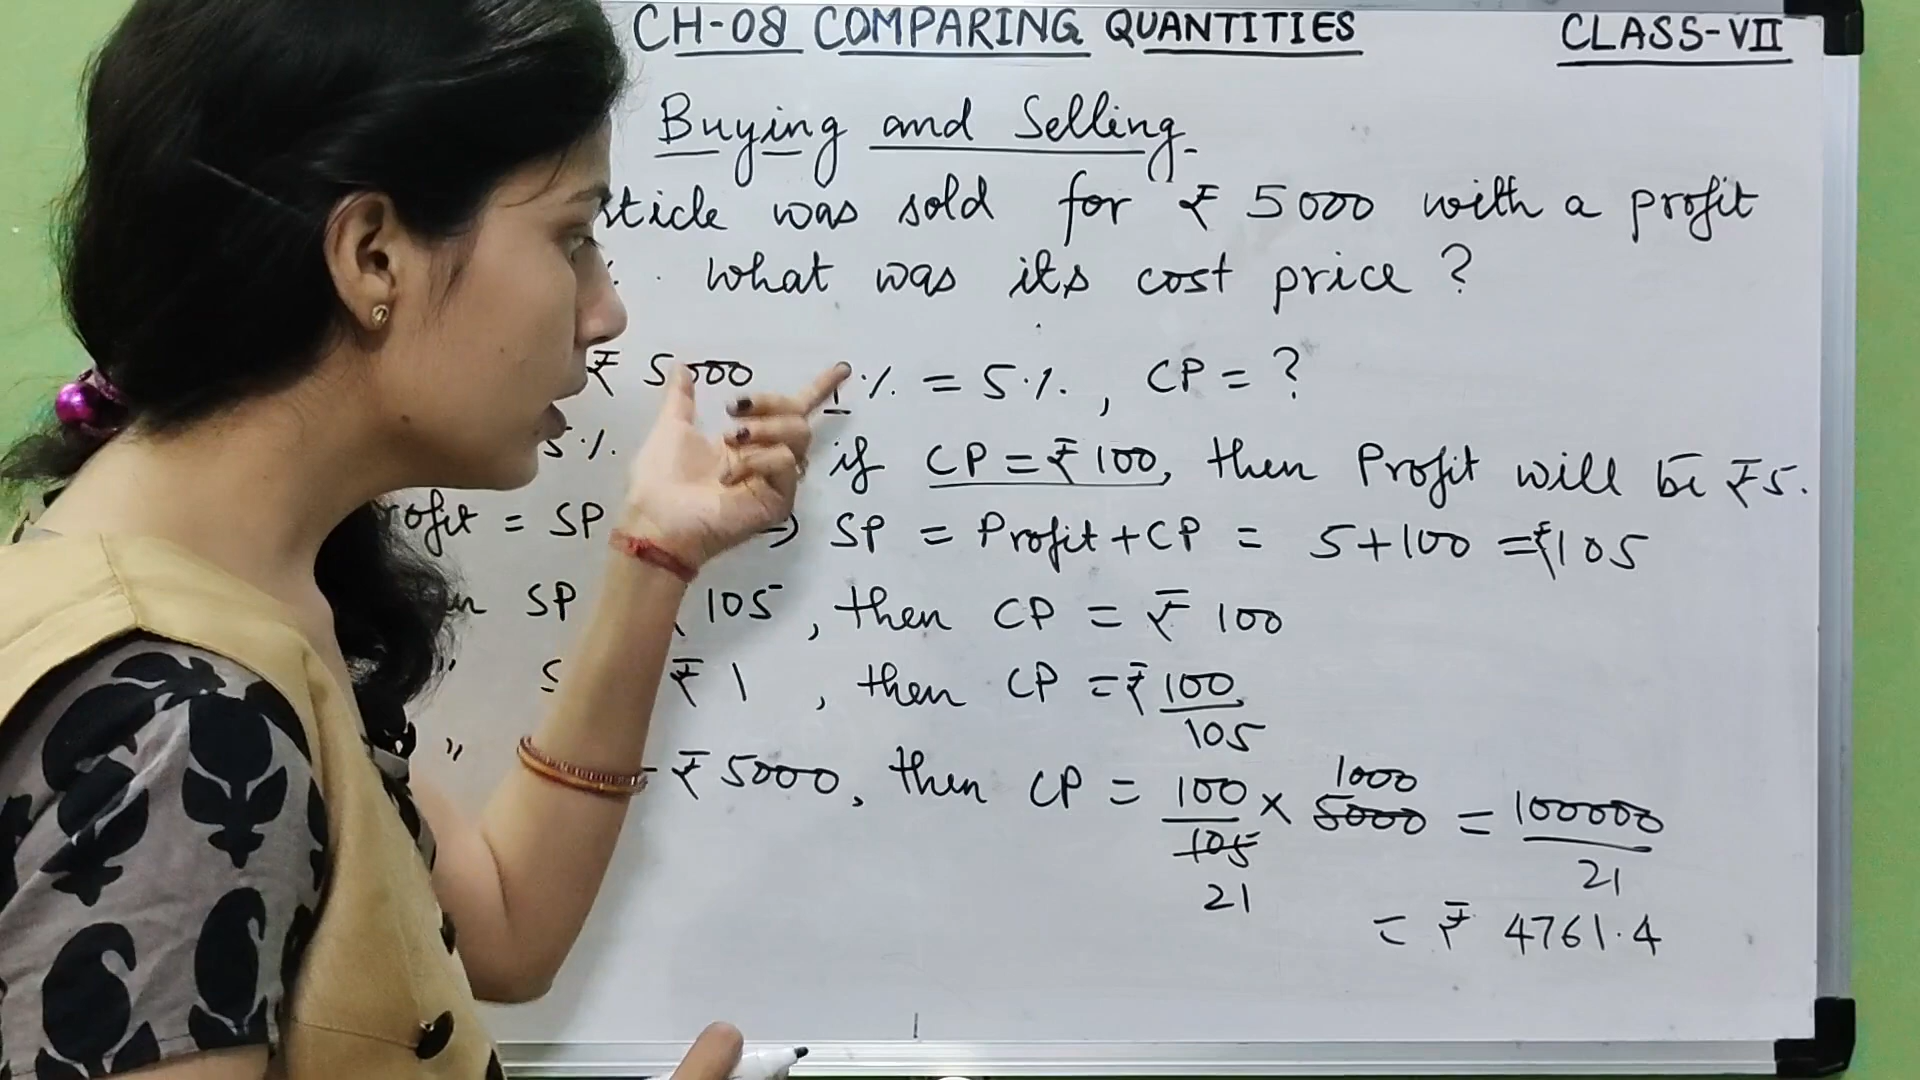 CH-08 COMPARING QUANTITIES CLASS-VII
Buying and Selling
was sold for ₹ 5000 with a profit
. What was its cost price ?
₹ 5000 % = 5%, CP = ?
5% if CP = ₹100, then Profit will be ₹5.
= SP ⇒ SP = Profit + CP = 5+100 = ₹105
SP 105, then CP = ₹ 100
" ₹ 1, then CP = ₹ 100/105
" ₹ 5000, then CP = 100/105 × 5000 = 100000/21
1000
21
= ₹ 4761.4